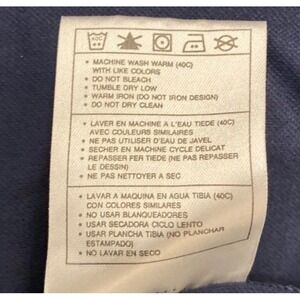 40C
• MACHINE WASH WARM (40C)
WITH LIKE COLORS
• DO NOT BLEACH
• TUMBLE DRY LOW
• WARM IRON (DO NOT IRON DESIGN)
• DO NOT DRY CLEAN
• LAVER EN MACHINE A L'EAU TIEDE (40C)
AVEC COULEURS SIMILAIRES
• NE PAS UTILISER D'EAU DE JAVEL
• SECHER EN MACHINE CYCLE DELICAT
• REPASSER FER TIEDE (NE PAS REPASSER
LE DESSIN)
• NE PAS NETTOYER A SEC
• LAVAR A MAQUINA EN AGUA TIBIA (40C)
CON COLORES SIMILARES
• NO USAR BLANQUEADORES
• USAR SECADORA CICLO LENTO
• USAR PLANCHA TIBIA (NO PLANCHAR
ESTAMPADO)
• NO LAVAR EN SECO